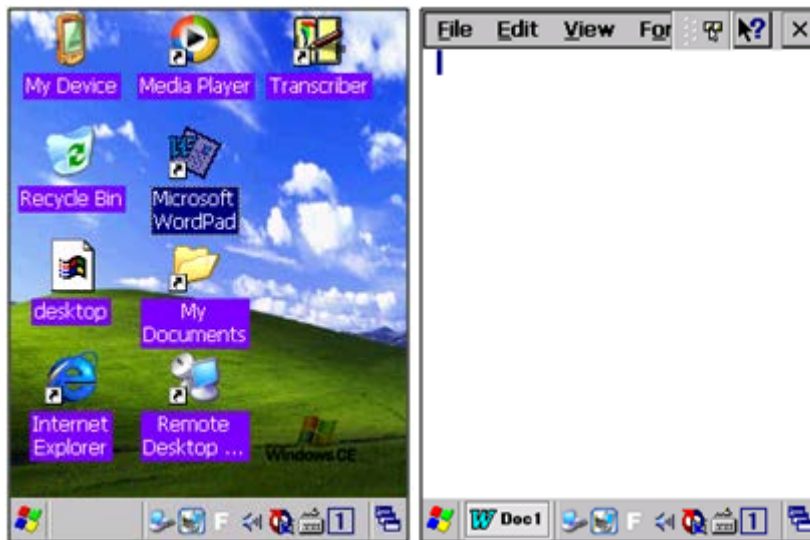 My Device
Media Player
Transcriber
Recycle Bin
Microsoft
WordPad
desktop
My
Documents
Internet
Explorer
Remote
Desktop ...
Windows CE
F
1
File Edit View For
?
Doc1
F
1